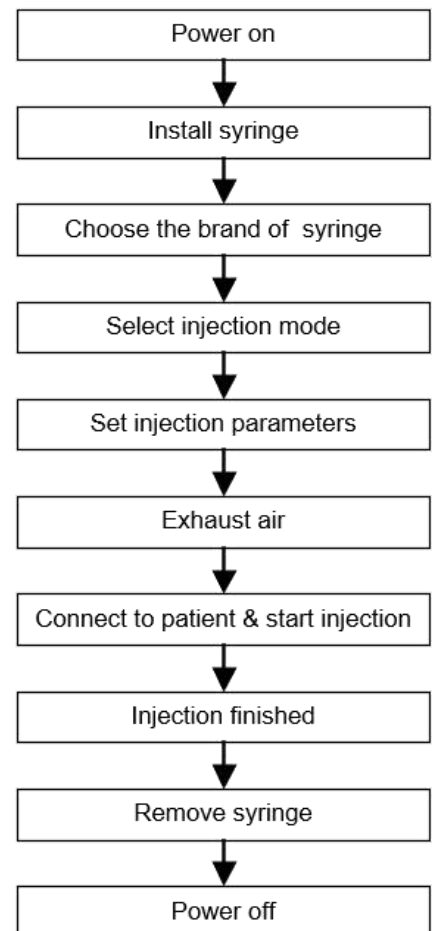 Power on
Install syringe
Choose the brand of syringe
Select injection mode
Set injection parameters
Exhaust air
Connect to patient & start injection
Injection finished
Remove syringe
Power off